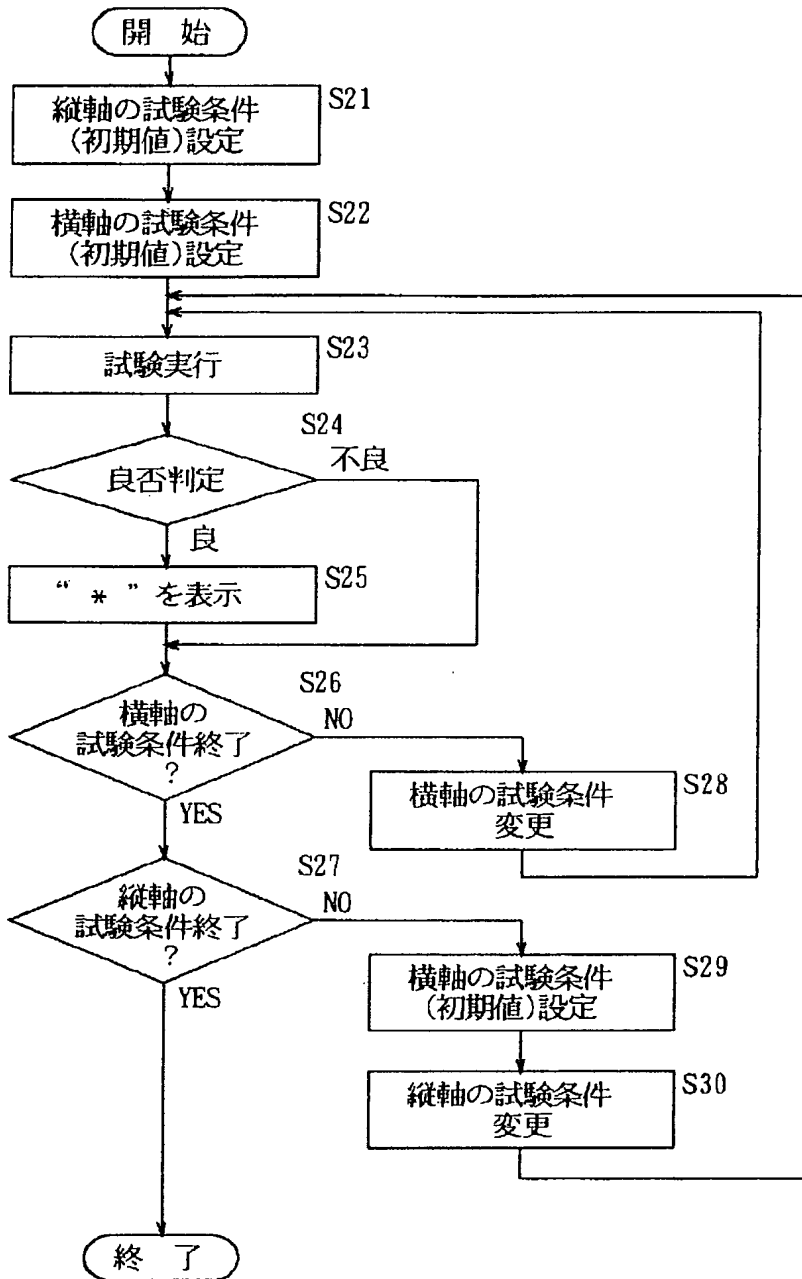 開 始
縦軸の試験条件
(初期値)設定
S21
横軸の試験条件
(初期値)設定
S22
試験実行
S23
S24
良否判定
不良
良
“ * ” を表示
S25
S26
横軸の
試験条件終了
?
NO
YES
横軸の試験条件
変更
S28
S27
縦軸の
試験条件終了
?
NO
YES
横軸の試験条件
(初期値)設定
S29
縦軸の試験条件
変更
S30
終 了